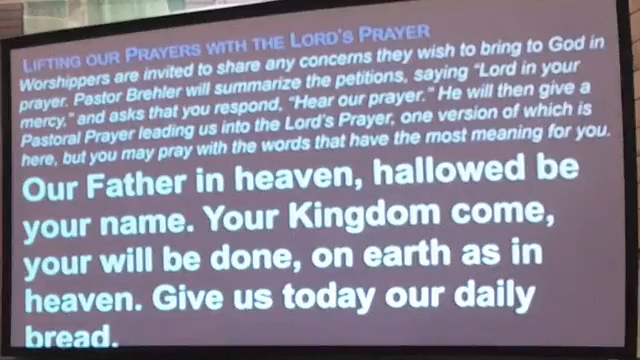 LIFTING OUR PRAYERS WITH THE LORD'S PRAYER
Worshippers are invited to share any concerns they wish to bring to God in
prayer. Pastor Brehler will summarize the petitions, saying "Lord in your
mercy," and asks that you respond, "Hear our prayer." He will then give a
Pastoral Prayer leading us into the Lord's Prayer, one version of which is
here, but you may pray with the words that have the most meaning for you.
Our Father in heaven, hallowed be
your name. Your Kingdom come,
your will be done, on earth as in
heaven. Give us today our daily
bread.